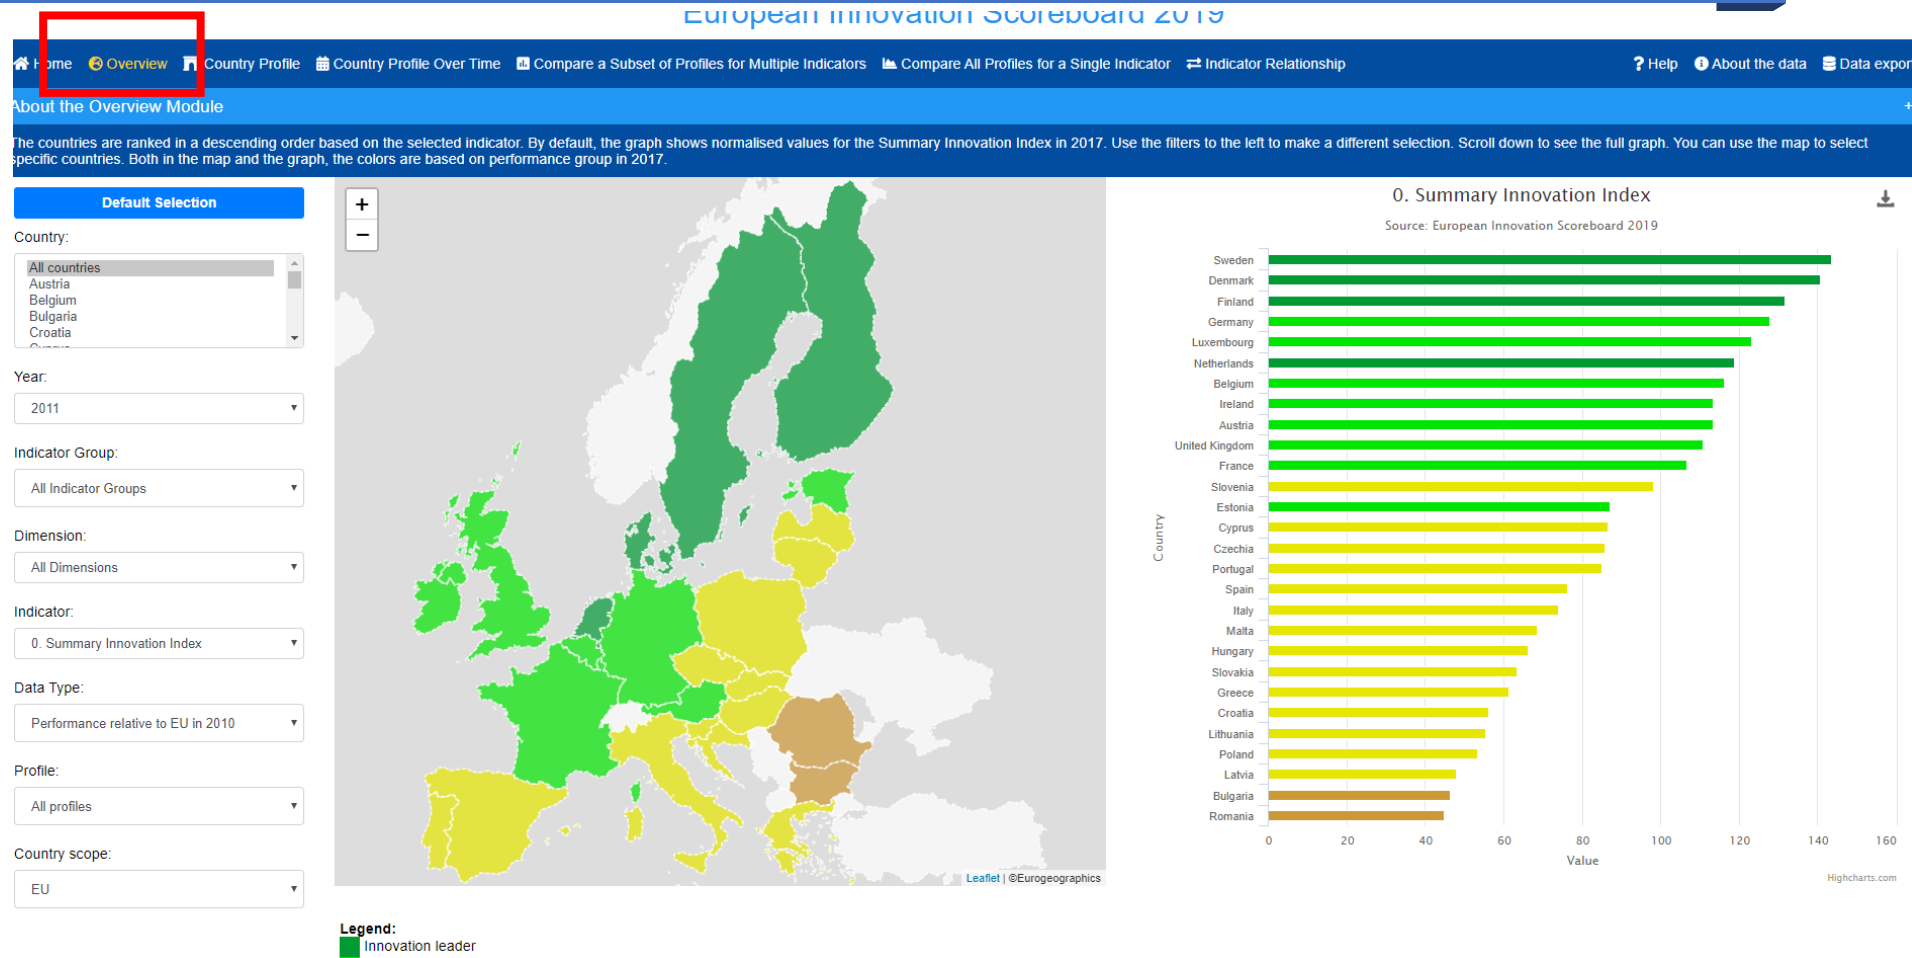 European Innovation Scoreboard 2019
Home Overview Country Profile Country Profile Over Time Compare a Subset of Profiles for Multiple Indicators Compare All Profiles for a Single Indicator Indicator Relationship ? Help About the data Data expor
About the Overview Module +
The countries are ranked in a descending order based on the selected indicator. By default, the graph shows normalised values for the Summary Innovation Index in 2017. Use the filters to the left to make a different selection. Scroll down to see the full graph. You can use the map to select
specific countries. Both in the map and the graph, the colors are based on performance group in 2017.
Default Selection
Country:
All countries
Austria
Belgium
Bulgaria
Croatia
Cyprus
Year:
2011
Indicator Group:
All Indicator Groups
Dimension:
All Dimensions
Indicator:
0. Summary Innovation Index
Data Type:
Performance relative to EU in 2010
Profile:
All profiles
Country scope:
EU
+
−
Leaflet | ©Eurogeographics
Legend:
Innovation leader
0. Summary Innovation Index
Source: European Innovation Scoreboard 2019
Country
Sweden
Denmark
Finland
Germany
Luxembourg
Netherlands
Belgium
Ireland
Austria
United Kingdom
France
Slovenia
Estonia
Cyprus
Czechia
Portugal
Spain
Italy
Malta
Hungary
Slovakia
Greece
Croatia
Lithuania
Poland
Latvia
Bulgaria
Romania
0 20 40 60 80 100 120 140 160
Value
Highcharts.com